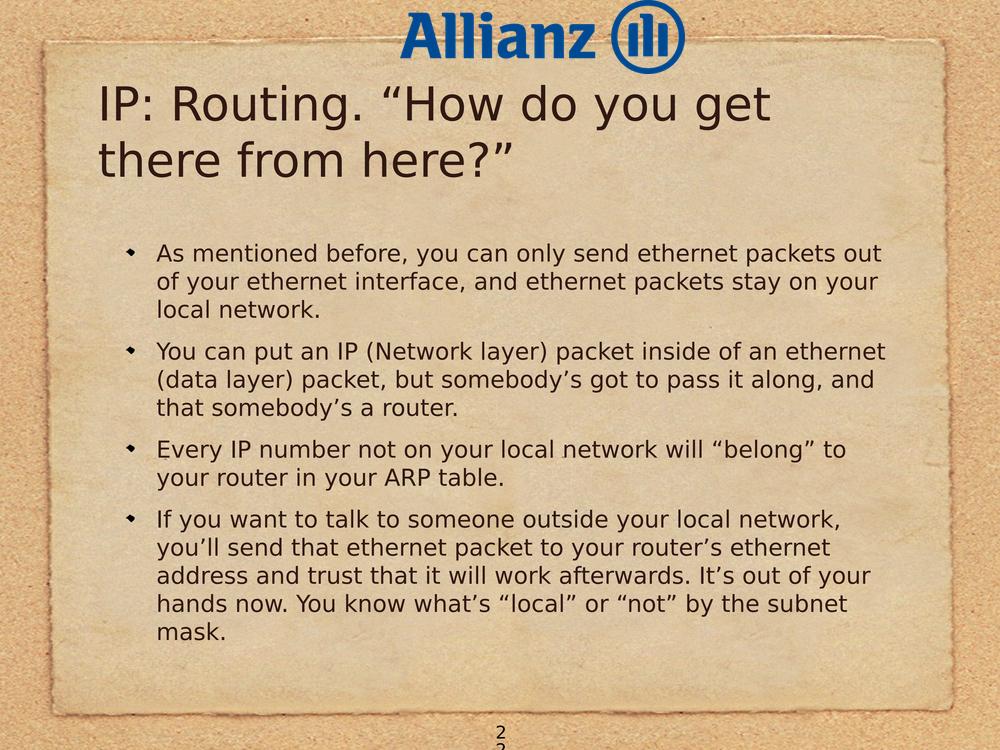 Allianz
IP: Routing. “How do you get
there from here?”
As mentioned before, you can only send ethernet packets out
of your ethernet interface, and ethernet packets stay on your
local network.
You can put an IP (Network layer) packet inside of an ethernet
(data layer) packet, but somebody’s got to pass it along, and
that somebody’s a router.
Every IP number not on your local network will “belong” to
your router in your ARP table.
If you want to talk to someone outside your local network,
you’ll send that ethernet packet to your router’s ethernet
address and trust that it will work afterwards. It’s out of your
hands now. You know what’s “local” or “not” by the subnet
mask.
2